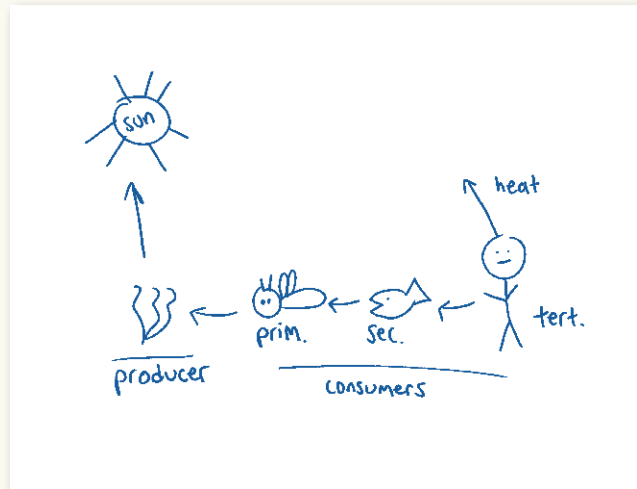 sun
heat
prim.
sec.
tert.
producer
consumers